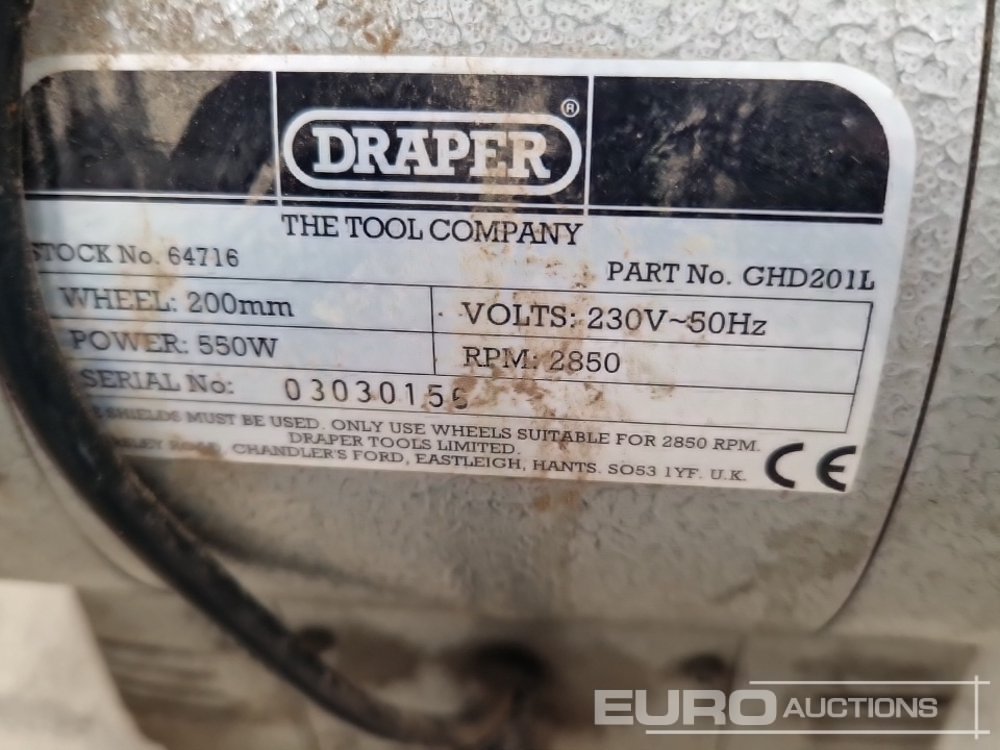 DRAPER®
THE TOOL COMPANY
STOCK No. 64716
PART No. GHD201L
WHEEL: 200mm
VOLTS: 230V~50Hz
POWER: 550W
RPM: 2850
SERIAL No: 03030156
SHIELDS MUST BE USED. ONLY USE WHEELS SUITABLE FOR 2850 RPM.
DRAPER TOOLS LIMITED.
CHANDLER'S FORD, EASTLEIGH, HANTS. SO53 1YF. U.K.
CE
EURO AUCTIONS